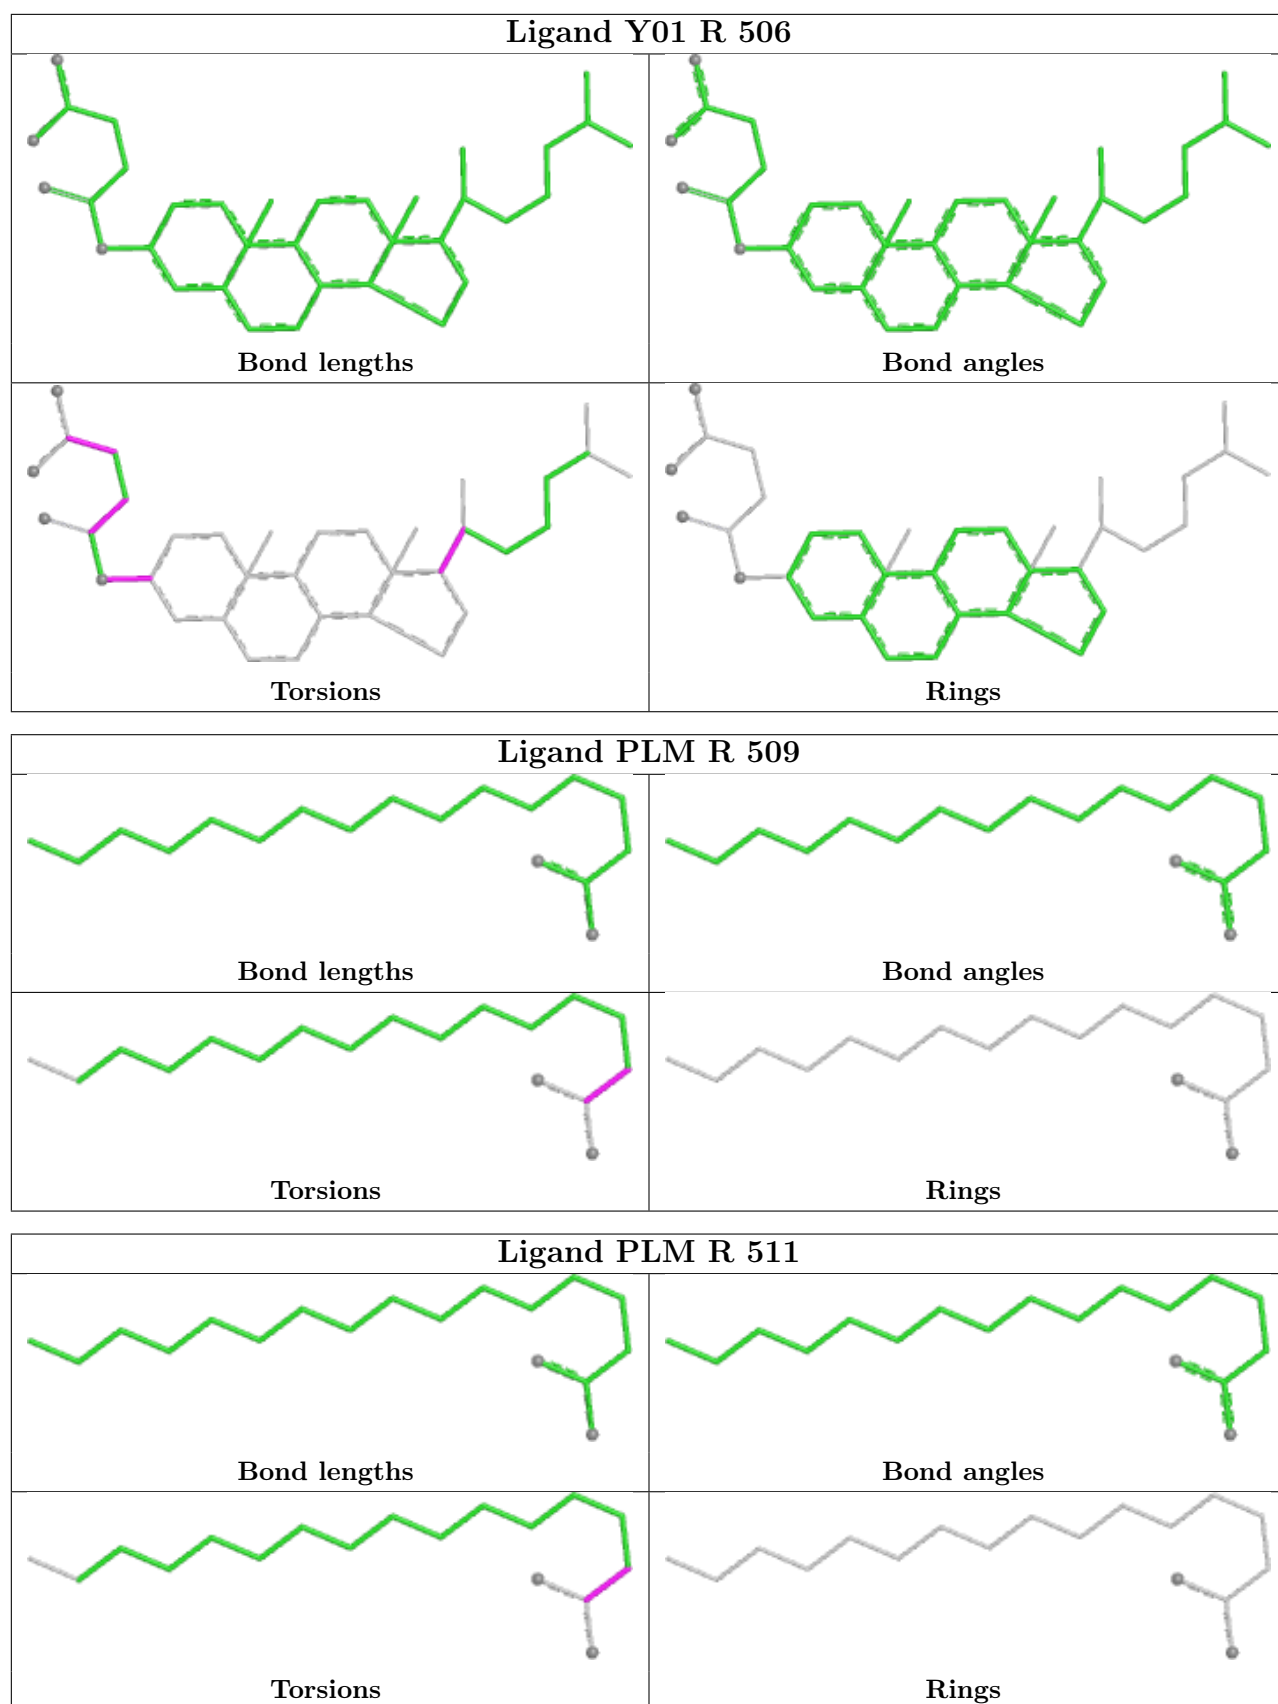 Ligand Y01 R 506
Bond lengths
Bond angles
Torsions
Rings
Ligand PLM R 509
Bond lengths
Bond angles
Torsions
Rings
Ligand PLM R 511
Bond lengths
Bond angles
Torsions
Rings